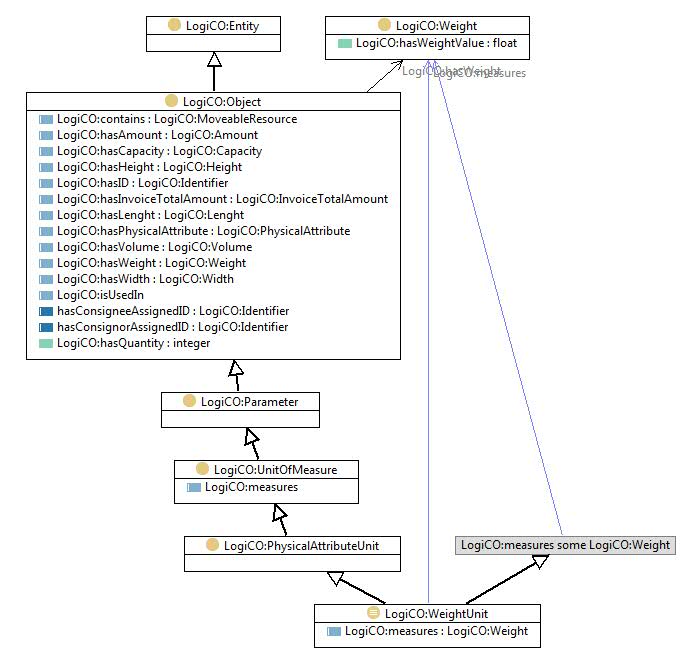 LogiCO:Entity
LogiCO:Weight
LogiCO:hasWeightValue : float
LogiCO:hasWeight
LogiCO:measures
LogiCO:Object
LogiCO:contains : LogiCO:MoveableResource
LogiCO:hasAmount : LogiCO:Amount
LogiCO:hasCapacity : LogiCO:Capacity
LogiCO:hasHeight : LogiCO:Height
LogiCO:hasID : LogiCO:Identifier
LogiCO:hasInvoiceTotalAmount : LogiCO:InvoiceTotalAmount
LogiCO:hasLenght : LogiCO:Lenght
LogiCO:hasPhysicalAttribute : LogiCO:PhysicalAttribute
LogiCO:hasVolume : LogiCO:Volume
LogiCO:hasWeight : LogiCO:Weight
LogiCO:hasWidth : LogiCO:Width
LogiCO:isUsedIn
hasConsigneeAssignedID : LogiCO:Identifier
hasConsignorAssignedID : LogiCO:Identifier
LogiCO:hasQuantity : integer
LogiCO:Parameter
LogiCO:UnitOfMeasure
LogiCO:measures
LogiCO:PhysicalAttributeUnit
LogiCO:measures some LogiCO:Weight
LogiCO:WeightUnit
LogiCO:measures : LogiCO:Weight